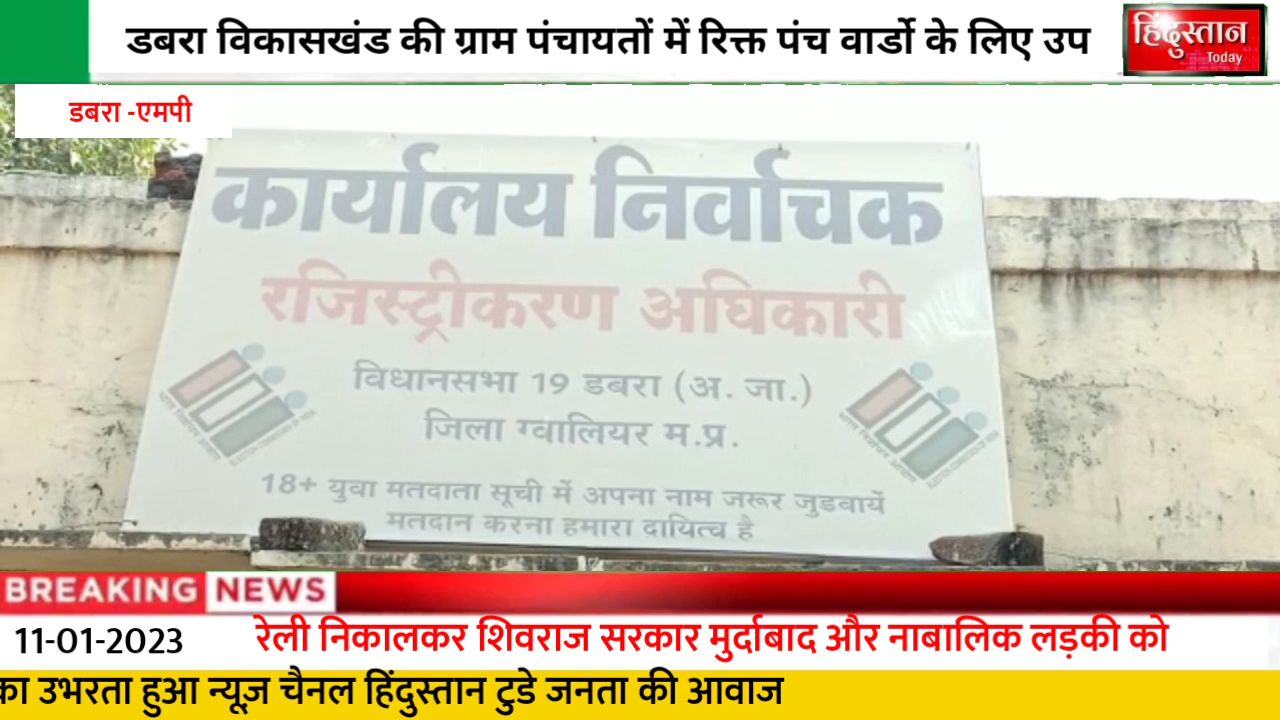 डबरा विकासखंड की ग्राम पंचायतों में रिक्त पंच वार्डो के लिए उप
हिंदुस्तान
Today
डबरा -एमपी
कार्यालय निर्वाचक
रजिस्ट्रीकरण अधिकारी
विधानसभा 19 डबरा (अ. जा.)
जिला ग्वालियर म.प्र.
18+ युवा मतदाता सूची में अपना नाम जरूर जुडवायें
मतदान करना हमारा दायित्व है
BREAKING NEWS
11-01-2023
रेली निकालकर शिवराज सरकार मुर्दाबाद और नाबालिक लड़की को
का उभरता हुआ न्यूज़ चैनल हिंदुस्तान टुडे जनता की आवाज